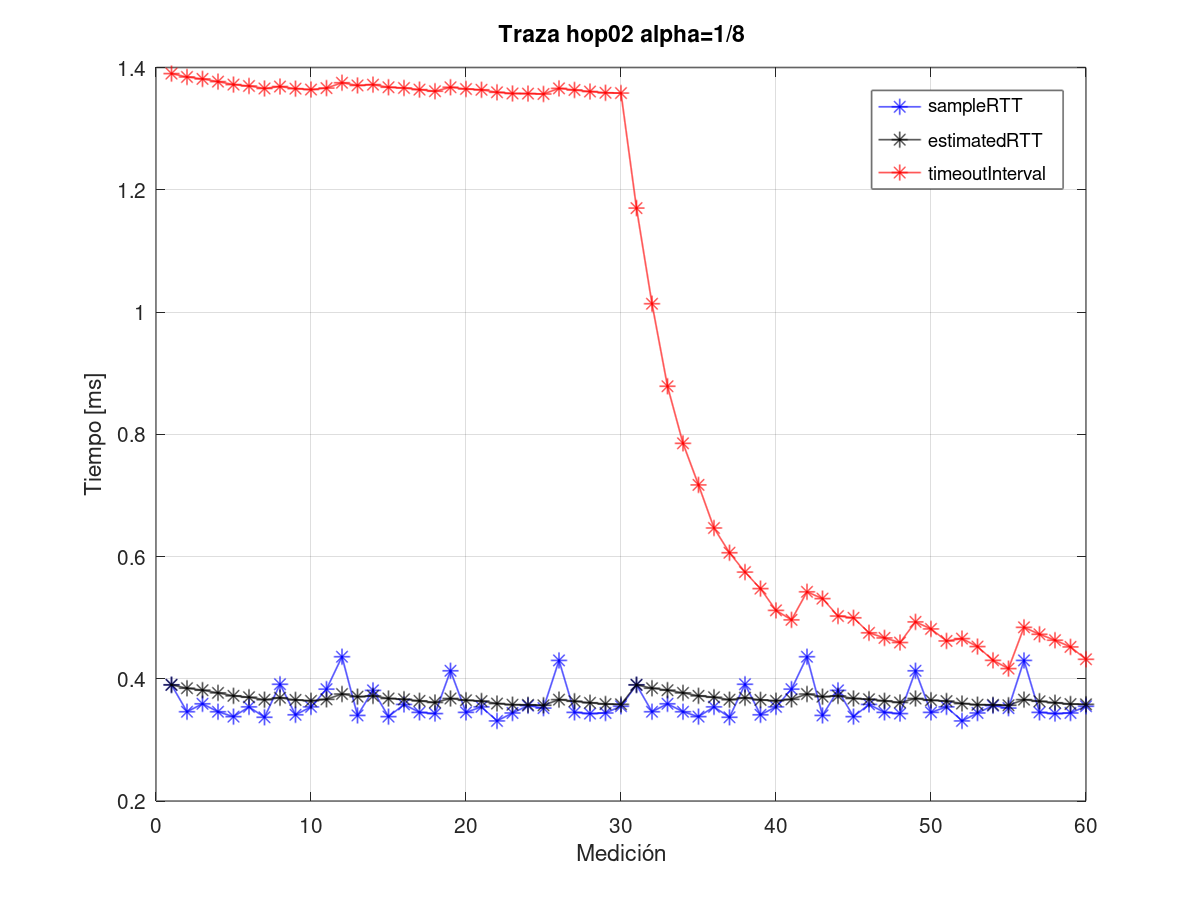 Traza hop02 alpha=1/8
1.4
1.2
1
0.8
0.6
0.4
0.2
Tiempo [ms]
sampleRTT
estimatedRTT
timeoutInterval
0 10 20 30 40 50 60
Medición